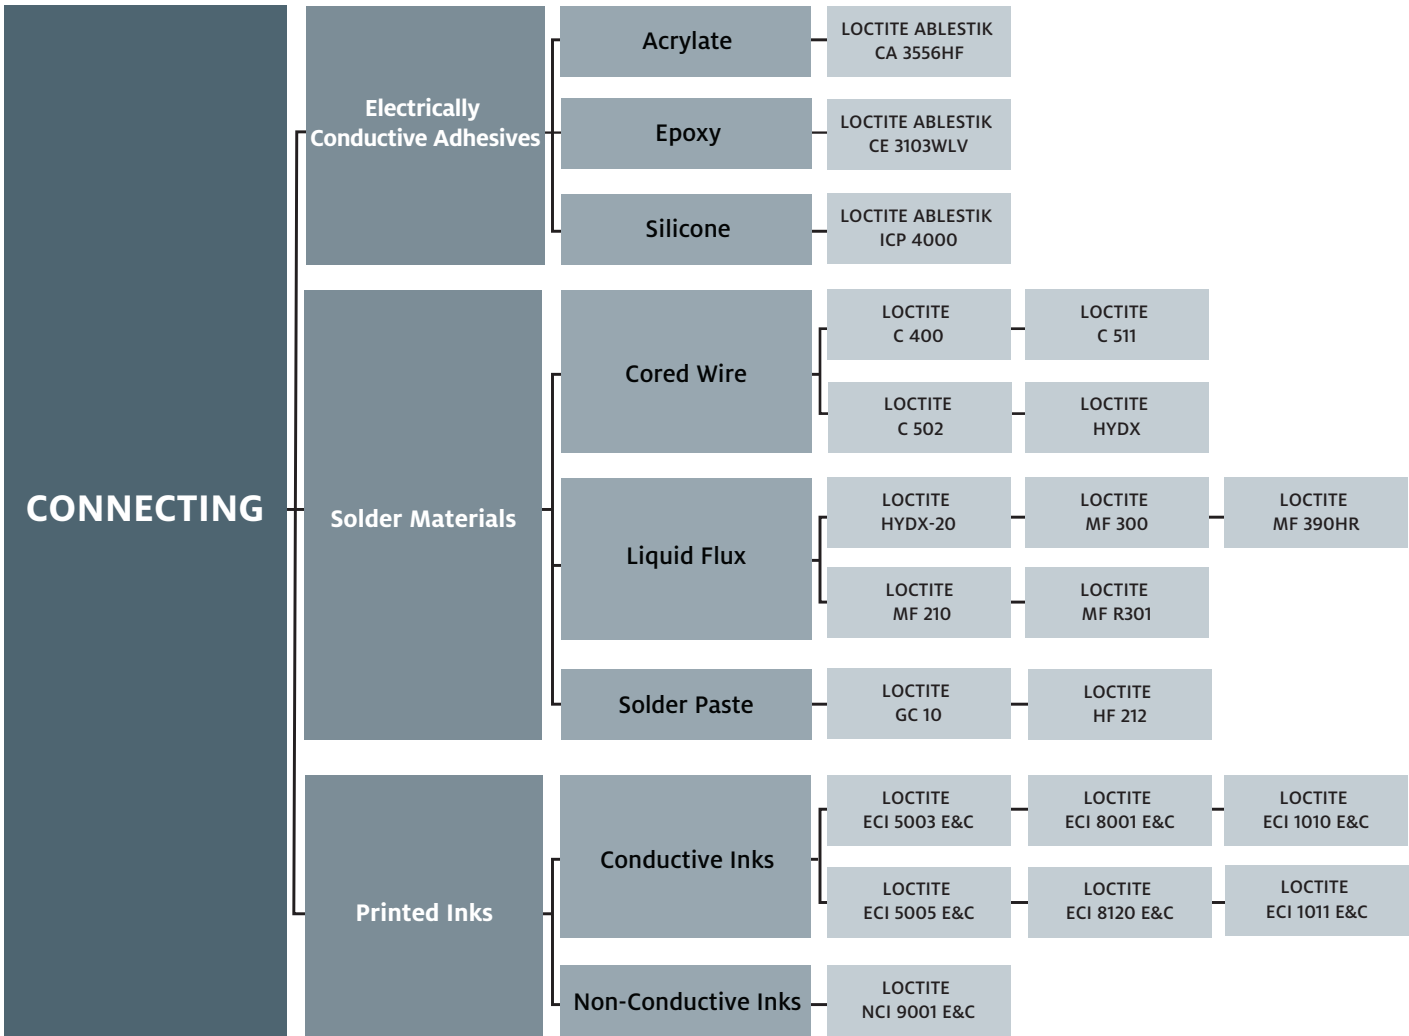 CONNECTING
Electrically
Conductive Adhesives
Acrylate
LOCTITE ABLESTIK
CA 3556HF
Epoxy
LOCTITE ABLESTIK
CE 3103WLV
Silicone
LOCTITE ABLESTIK
ICP 4000
Solder Materials
Cored Wire
LOCTITE
C 400
LOCTITE
C 511
LOCTITE
C 502
LOCTITE
HYDX
Liquid Flux
LOCTITE
HYDX-20
LOCTITE
MF 300
LOCTITE
MF 390HR
LOCTITE
MF 210
LOCTITE
MF R301
Solder Paste
LOCTITE
GC 10
LOCTITE
HF 212
Printed Inks
Conductive Inks
LOCTITE
ECI 5003 E&C
LOCTITE
ECI 8001 E&C
LOCTITE
ECI 1010 E&C
LOCTITE
ECI 5005 E&C
LOCTITE
ECI 8120 E&C
LOCTITE
ECI 1011 E&C
Non-Conductive Inks
LOCTITE
NCI 9001 E&C